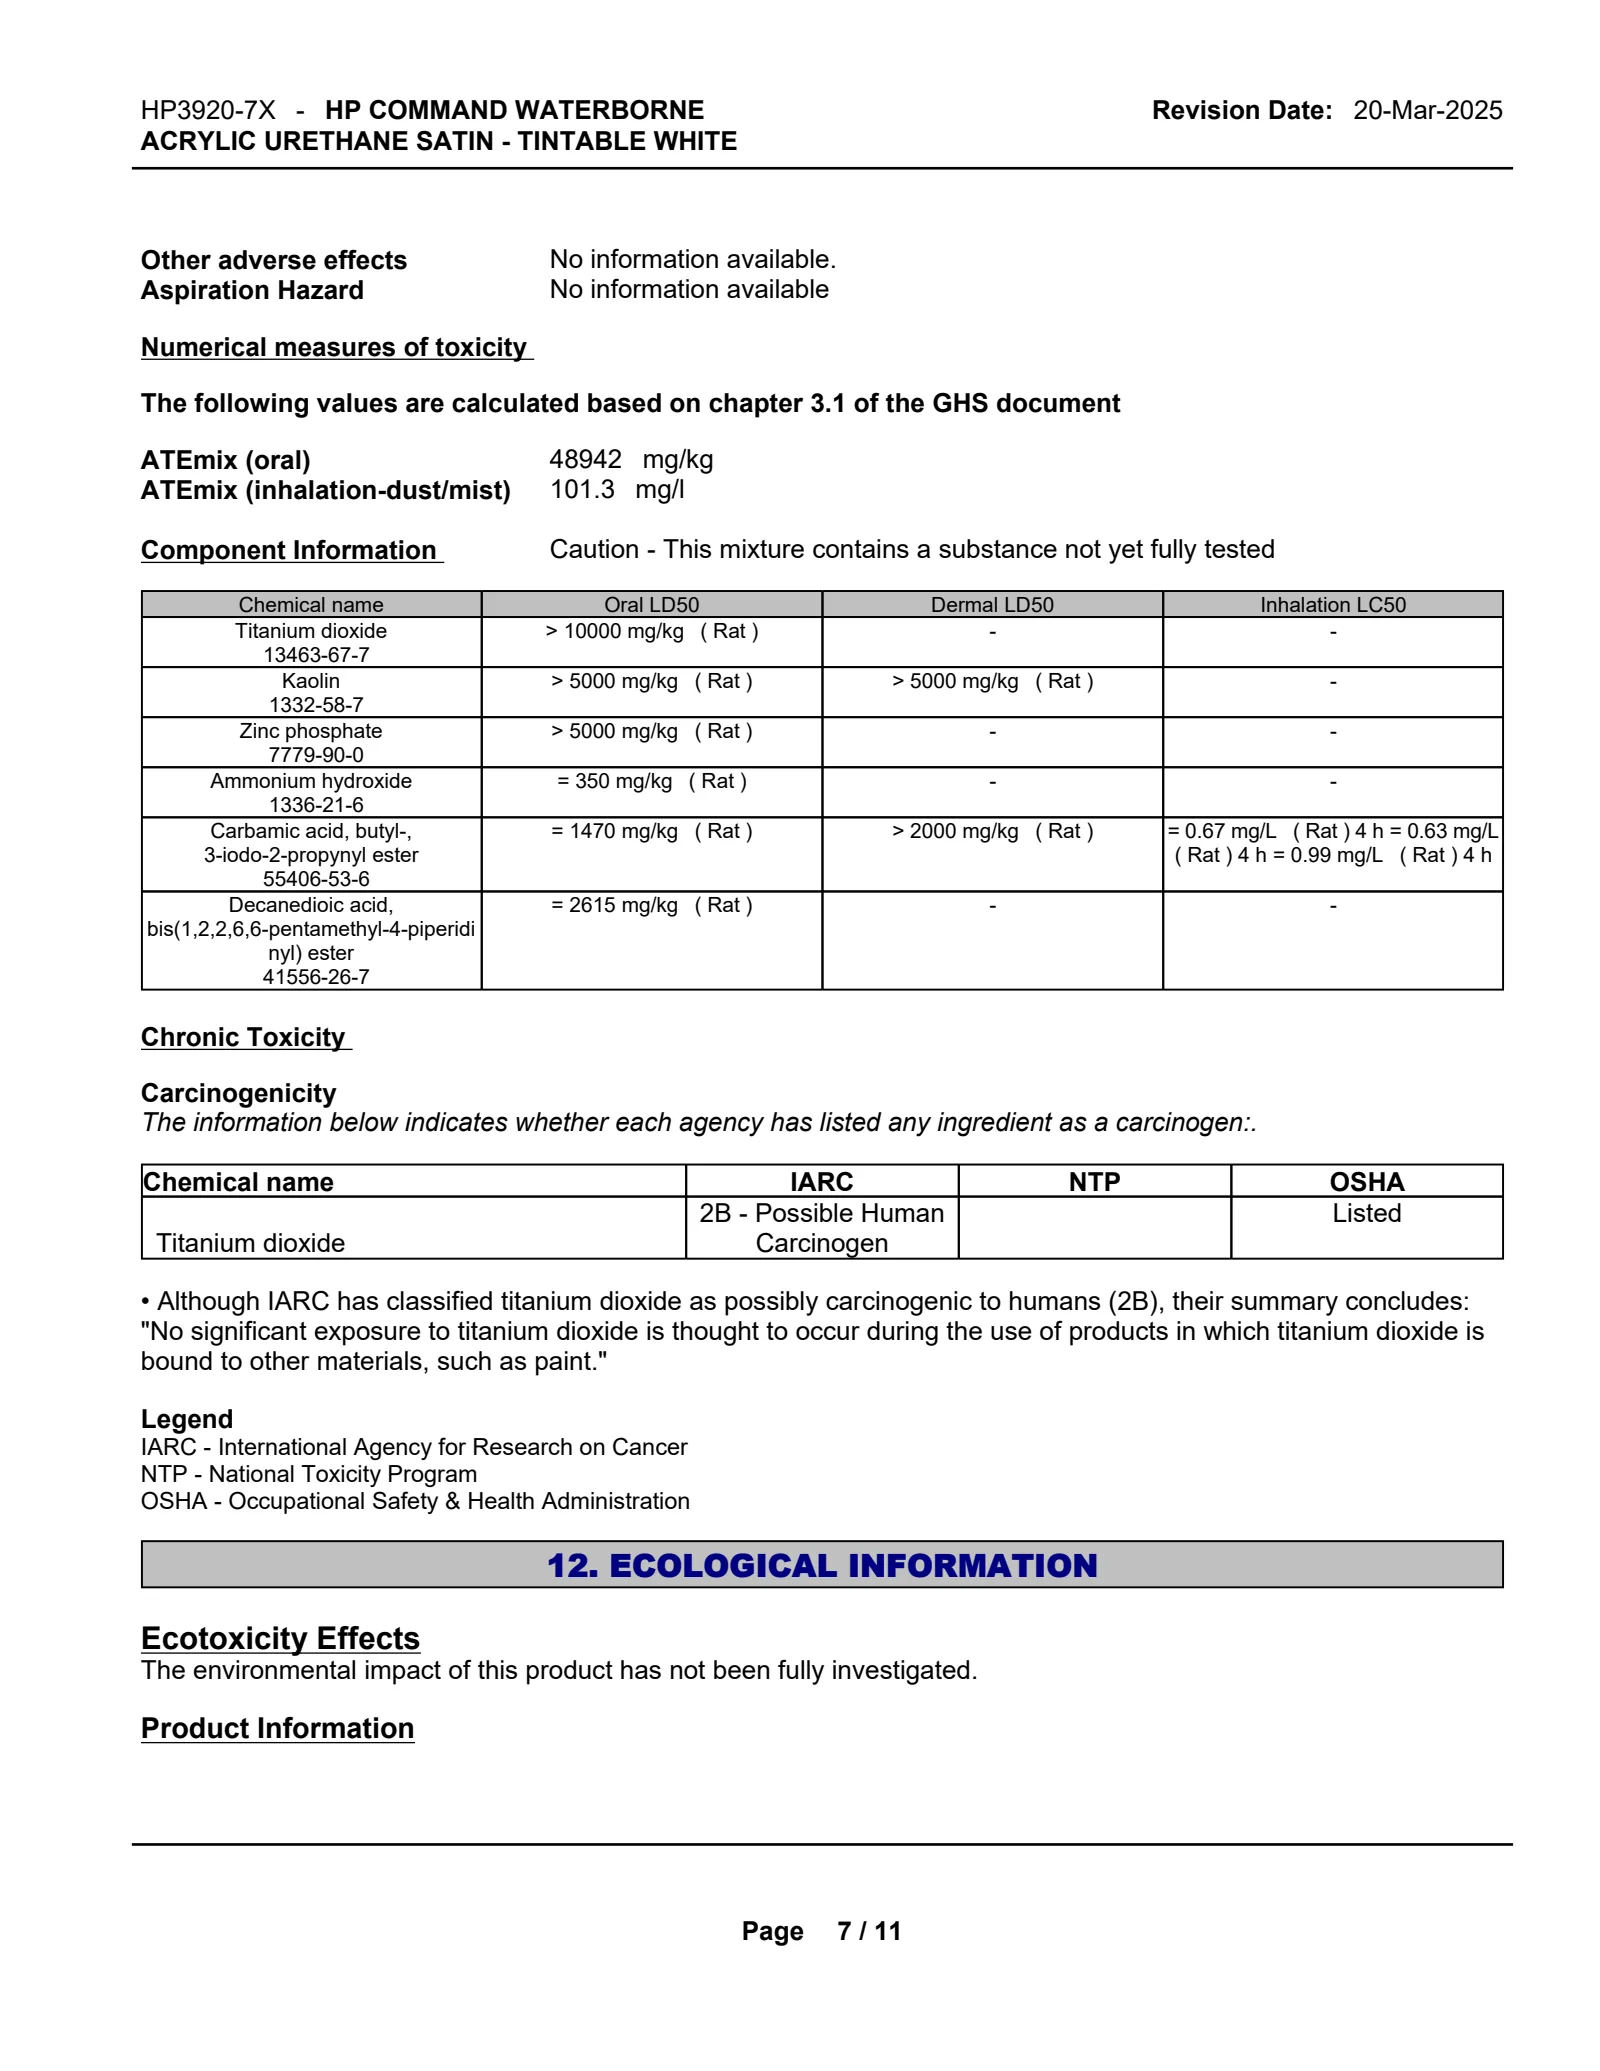 HP3920-7X - HP COMMAND WATERBORNE
ACRYLIC URETHANE SATIN - TINTABLE WHITE
Revision Date: 20-Mar-2025
Other adverse effects No information available.
Aspiration Hazard No information available
Numerical measures of toxicity
The following values are calculated based on chapter 3.1 of the GHS document
ATEmix (oral) 48942 mg/kg
ATEmix (inhalation-dust/mist) 101.3 mg/l
Component Information Caution - This mixture contains a substance not yet fully tested
Chemical name Oral LD50 Dermal LD50 Inhalation LC50
Titanium dioxide > 10000 mg/kg ( Rat ) - -
13463-67-7
Kaolin > 5000 mg/kg ( Rat ) > 5000 mg/kg ( Rat ) -
1332-58-7
Zinc phosphate > 5000 mg/kg ( Rat ) - -
7779-90-0
Ammonium hydroxide = 350 mg/kg ( Rat ) - -
1336-21-6
Carbamic acid, butyl-, = 1470 mg/kg ( Rat ) > 2000 mg/kg ( Rat ) = 0.67 mg/L ( Rat ) 4 h = 0.63 mg/L
3-iodo-2-propynyl ester ( Rat ) 4 h = 0.99 mg/L ( Rat ) 4 h
55406-53-6
Decanedioic acid, = 2615 mg/kg ( Rat ) - -
bis(1,2,2,6,6-pentamethyl-4-piperidi
nyl) ester
41556-26-7
Chronic Toxicity
Carcinogenicity
The information below indicates whether each agency has listed any ingredient as a carcinogen:.
Chemical name IARC NTP OSHA
2B - Possible Human Listed
Titanium dioxide Carcinogen
• Although IARC has classified titanium dioxide as possibly carcinogenic to humans (2B), their summary concludes:
"No significant exposure to titanium dioxide is thought to occur during the use of products in which titanium dioxide is
bound to other materials, such as paint."
Legend
IARC - International Agency for Research on Cancer
NTP - National Toxicity Program
OSHA - Occupational Safety & Health Administration
12. ECOLOGICAL INFORMATION
Ecotoxicity Effects
The environmental impact of this product has not been fully investigated.
Product Information
Page 7 / 11